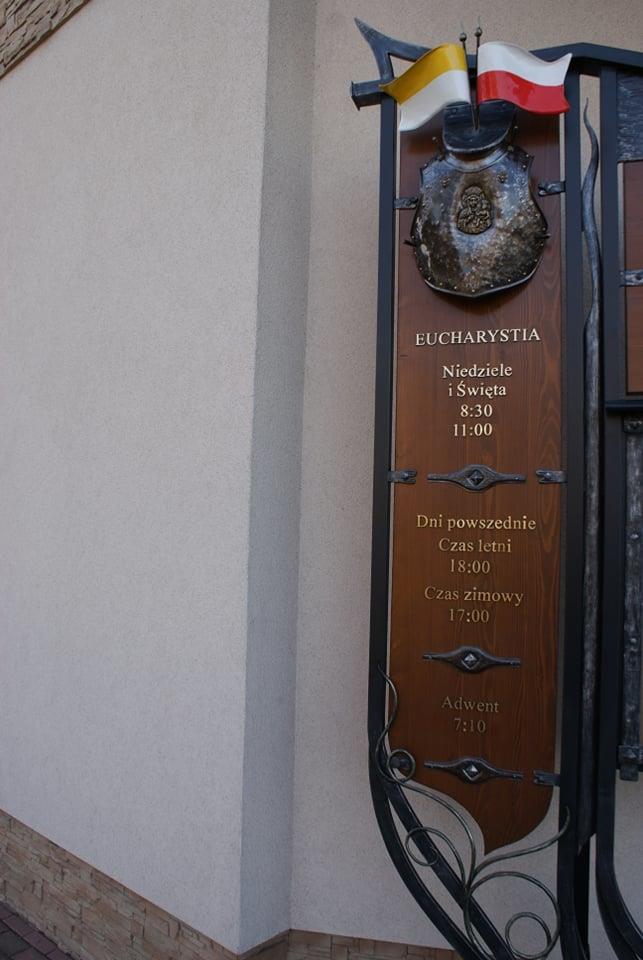 EUCHARYSTIA
Niedziele
i Święta
8:30
11:00
Dni powszednie
Czas letni
18:00
Czas zimowy
17:00
Adwent
7:10